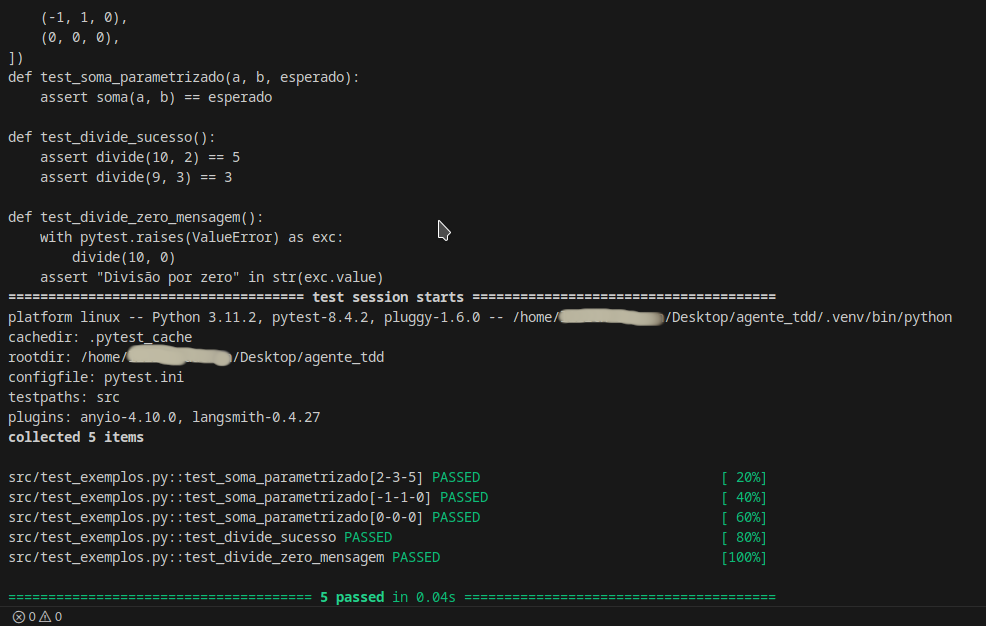 (-1, 1, 0),
    (0, 0, 0),
])
def test_soma_parametrizado(a, b, esperado):
    assert soma(a, b) == esperado

def test_divide_sucesso():
    assert divide(10, 2) == 5
    assert divide(9, 3) == 3

def test_divide_zero_mensagem():
    with pytest.raises(ValueError) as exc:
        divide(10, 0)
    assert "Divisão por zero" in str(exc.value)
===================================== test session starts ======================================
platform linux -- Python 3.11.2, pytest-8.4.2, pluggy-1.6.0 -- /home/ /Desktop/agente_tdd/.venv/bin/python
cachedir: .pytest_cache
rootdir: /home/ /Desktop/agente_tdd
configfile: pytest.ini
testpaths: src
plugins: anyio-4.10.0, langsmith-0.4.27
collected 5 items

src/test_exemplos.py::test_soma_parametrizado[2-3-5] PASSED                              [ 20%]
src/test_exemplos.py::test_soma_parametrizado[-1-1-0] PASSED                             [ 40%]
src/test_exemplos.py::test_soma_parametrizado[0-0-0] PASSED                              [ 60%]
src/test_exemplos.py::test_divide_sucesso PASSED                                         [ 80%]
src/test_exemplos.py::test_divide_zero_mensagem PASSED                                   [100%]

====================================== 5 passed in 0.04s =======================================
0 0